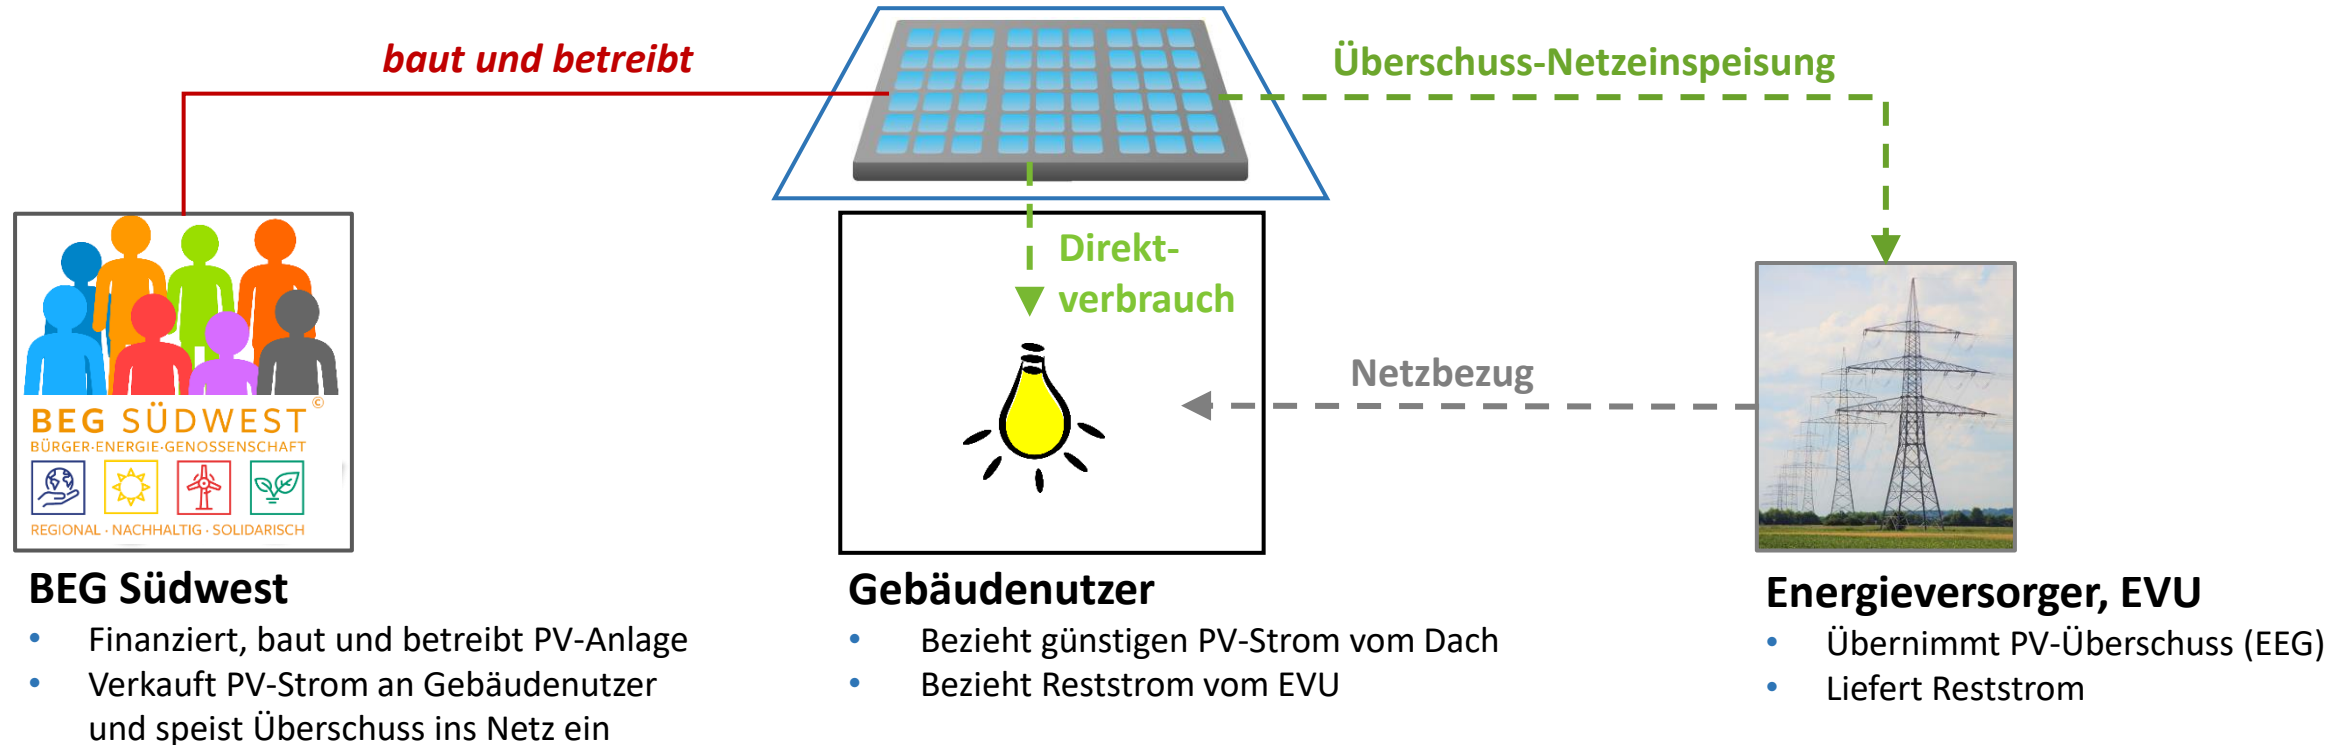 baut und betreibt
Überschuss-Netzeinspeisung
Direkt-
verbrauch
Netzbezug
BEG SÜDWEST©
BÜRGER·ENERGIE·GENOSSENSCHAFT
REGIONAL · NACHHALTIG · SOLIDARISCH
BEG Südwest
• Finanziert, baut und betreibt PV-Anlage
• Verkauft PV-Strom an Gebäudenutzer
und speist Überschuss ins Netz ein
Gebäudenutzer
• Bezieht günstigen PV-Strom vom Dach
• Bezieht Reststrom vom EVU
Energieversorger, EVU
• Übernimmt PV-Überschuss (EEG)
• Liefert Reststrom